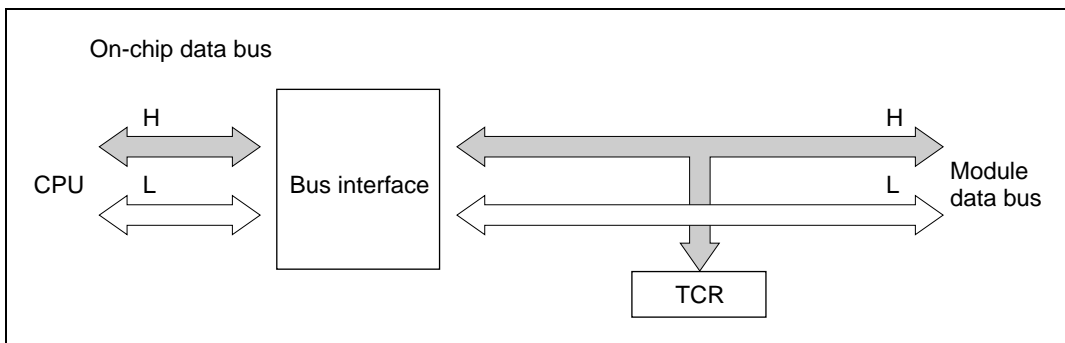 On-chip data bus
H
H
CPU
L
Bus interface
L
Module
data bus
TCR